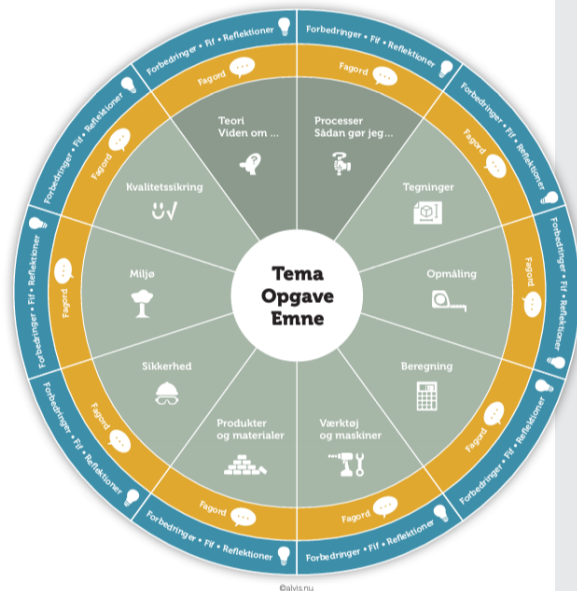 Forbedringer • Fif • Reflektioner
Forbedringer • Fif • Reflektioner
Forbedringer • Fif • Reflektioner
Forbedringer • Fif • Reflektioner
Forbedringer • Fif • Reflektioner
Forbedringer • Fif • Reflektioner
Forbedringer • Fif • Reflektioner
Forbedringer • Fif • Reflektioner
Forbedringer • Fif • Reflektioner
Forbedringer • Fif • Reflektioner
Fagord
Fagord
Fagord
Fagord
Fagord
Fagord
Fagord
Fagord
Fagord
Fagord
Teori
Viden om ...
Processer
Sådan gør jeg...
Tegninger
Opmåling
Beregning
Værktøj
og maskiner
Produkter
og materialer
Sikkerhed
Miljø
Kvalitetssikring
Tema
Opgave
Emne
©alvis.nu